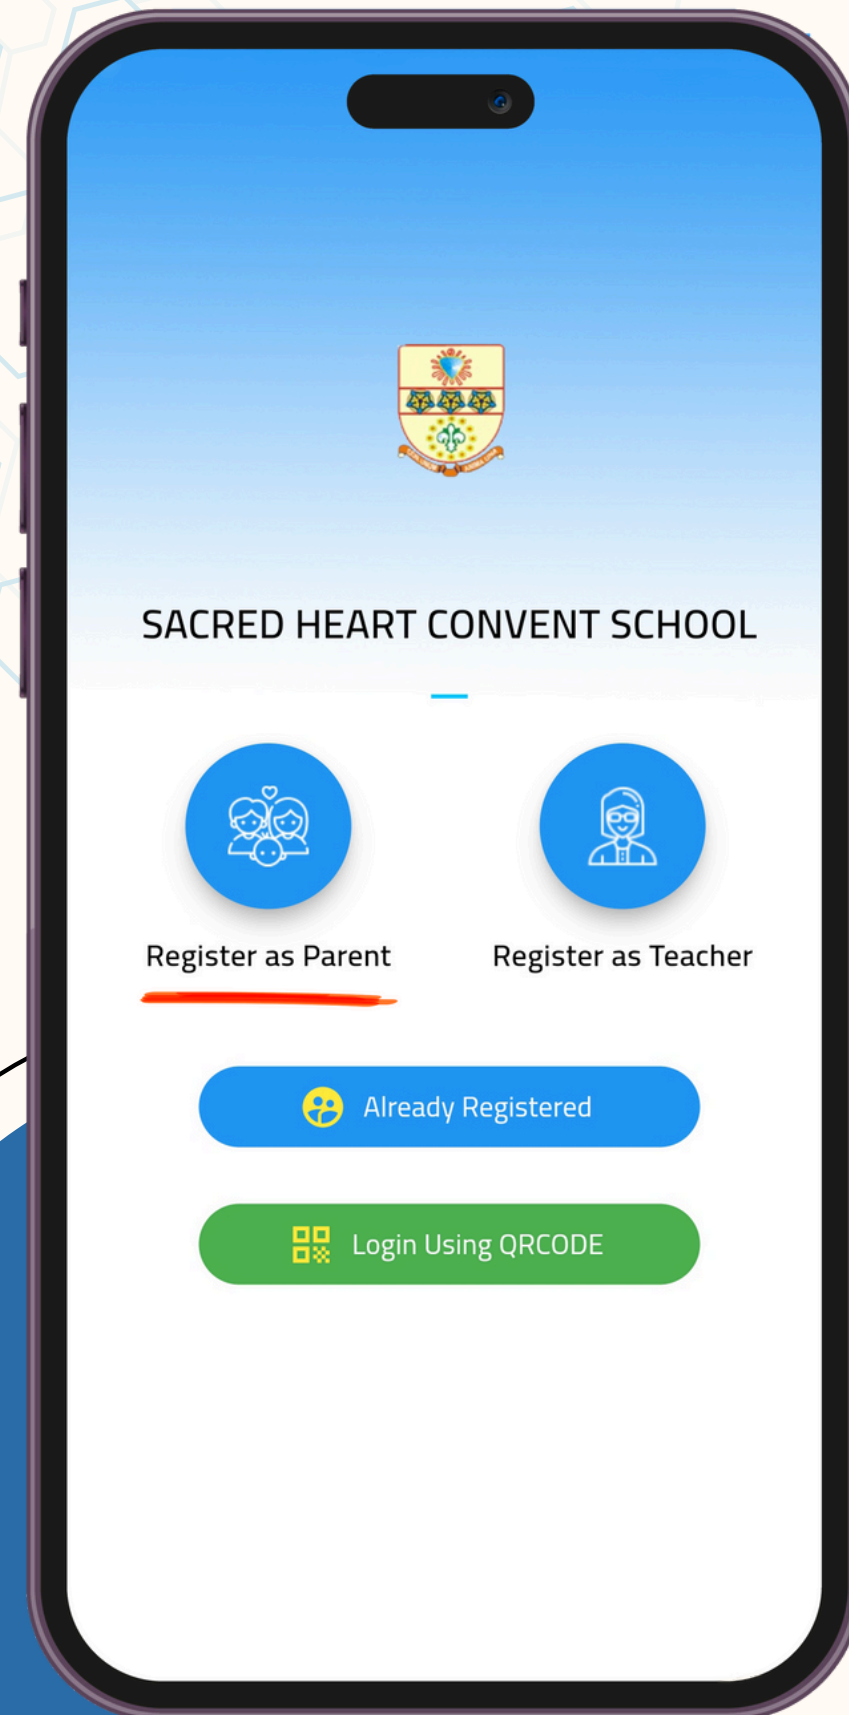 SACRED HEART CONVENT SCHOOL
Register as Parent
Register as Teacher
Already Registered
Login Using QRCODE